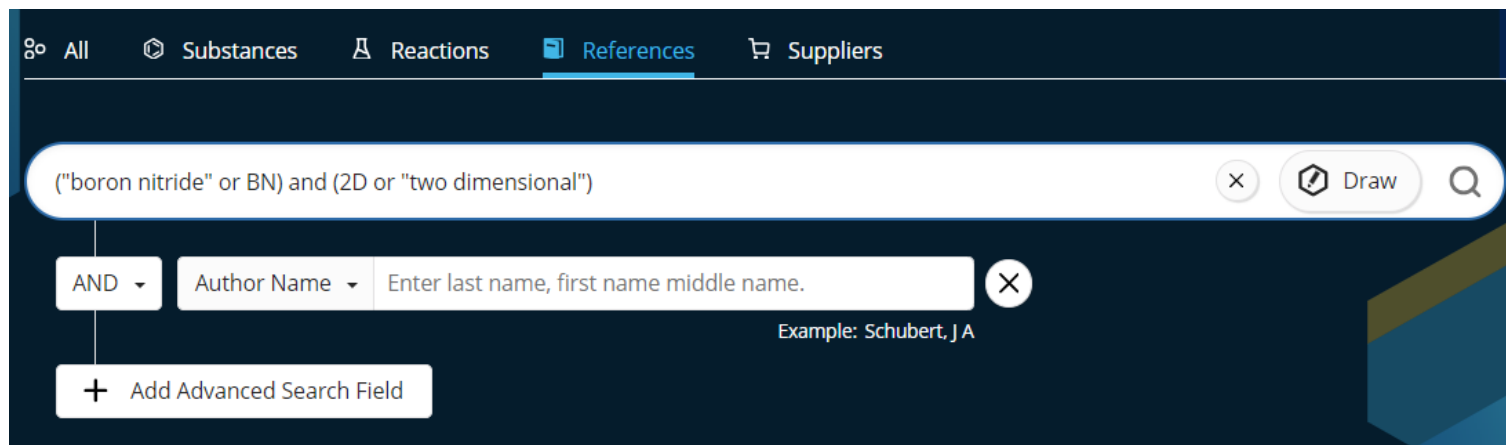 All Substances Reactions References Suppliers
("boron nitride" or BN) and (2D or "two dimensional") Draw
AND Author Name Enter last name, first name middle name.
Example: Schubert, J A
Add Advanced Search Field